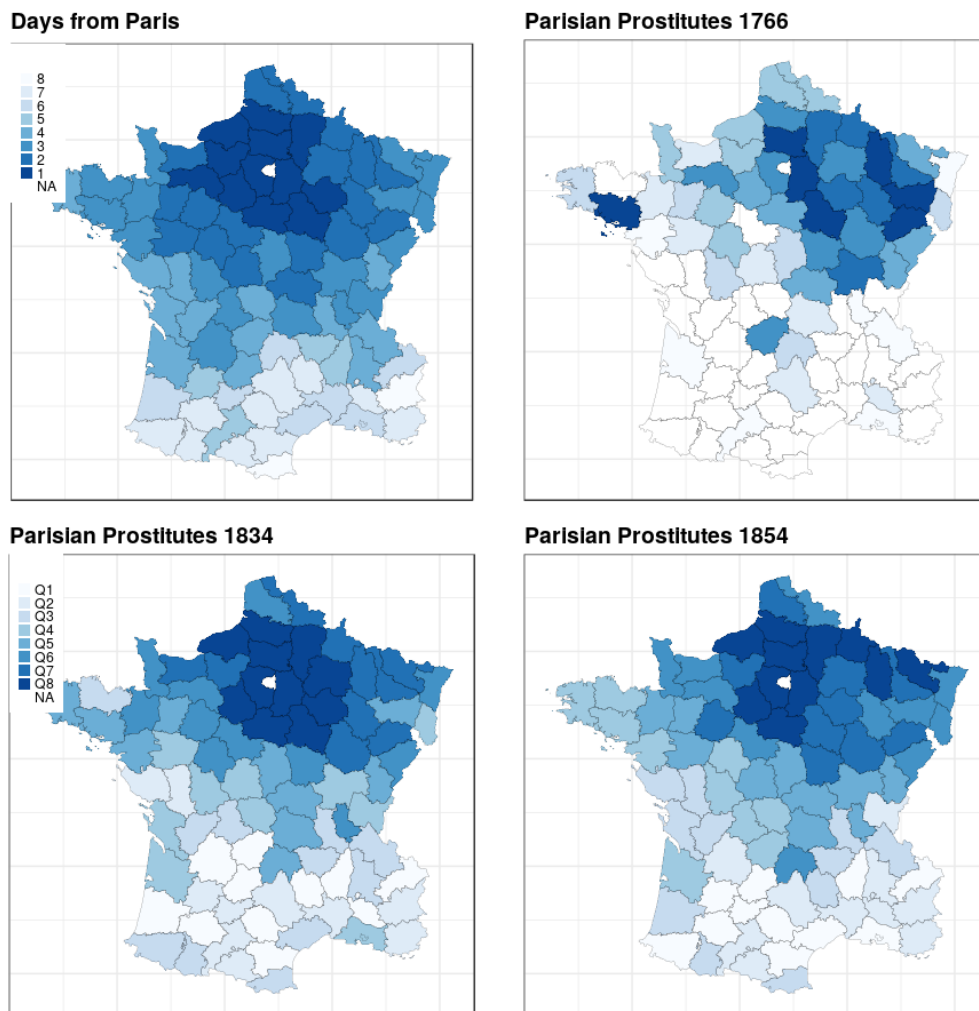 Days from Paris
8
7
6
5
4
3
2
1
NA
Parisian Prostitutes 1766
Parisian Prostitutes 1834
Q1
Q2
Q3
Q4
Q5
Q6
Q7
Q8
NA
Parisian Prostitutes 1854